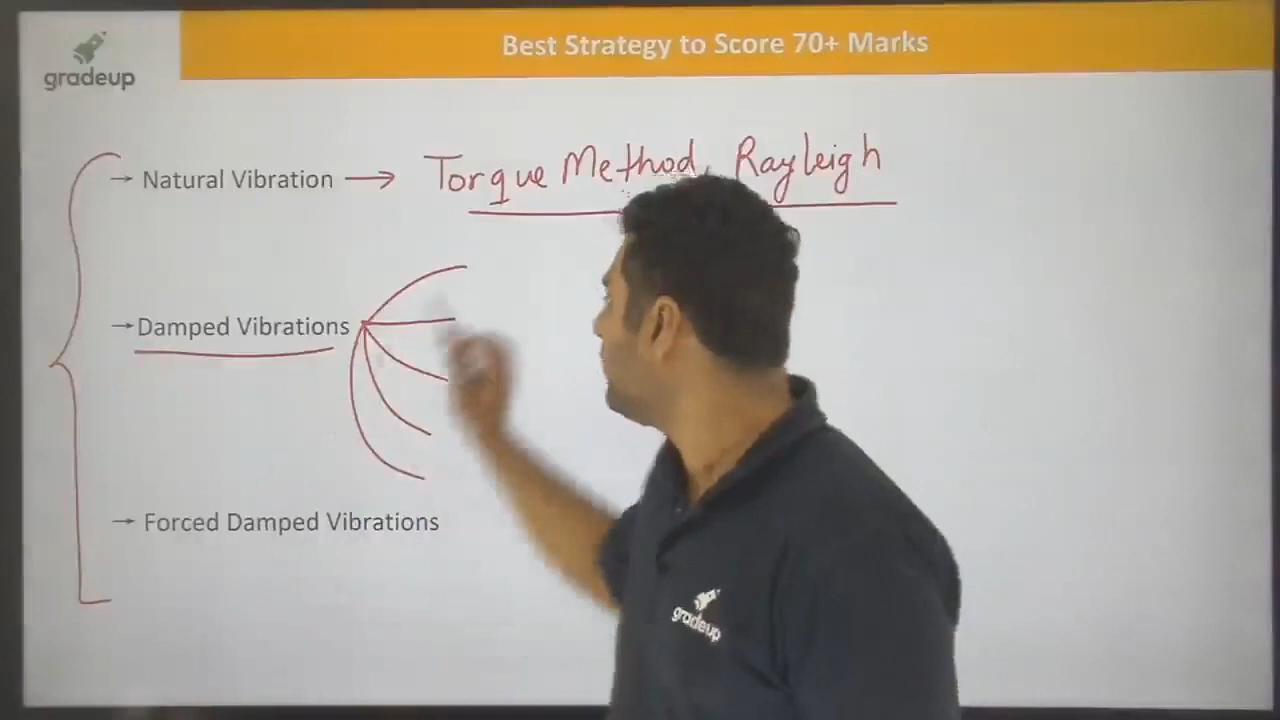 Best Strategy to Score 70+ Marks
gradeup
→ Natural Vibration → Torque Method, Rayleigh
→ Damped Vibrations
→ Forced Damped Vibrations
gradeup